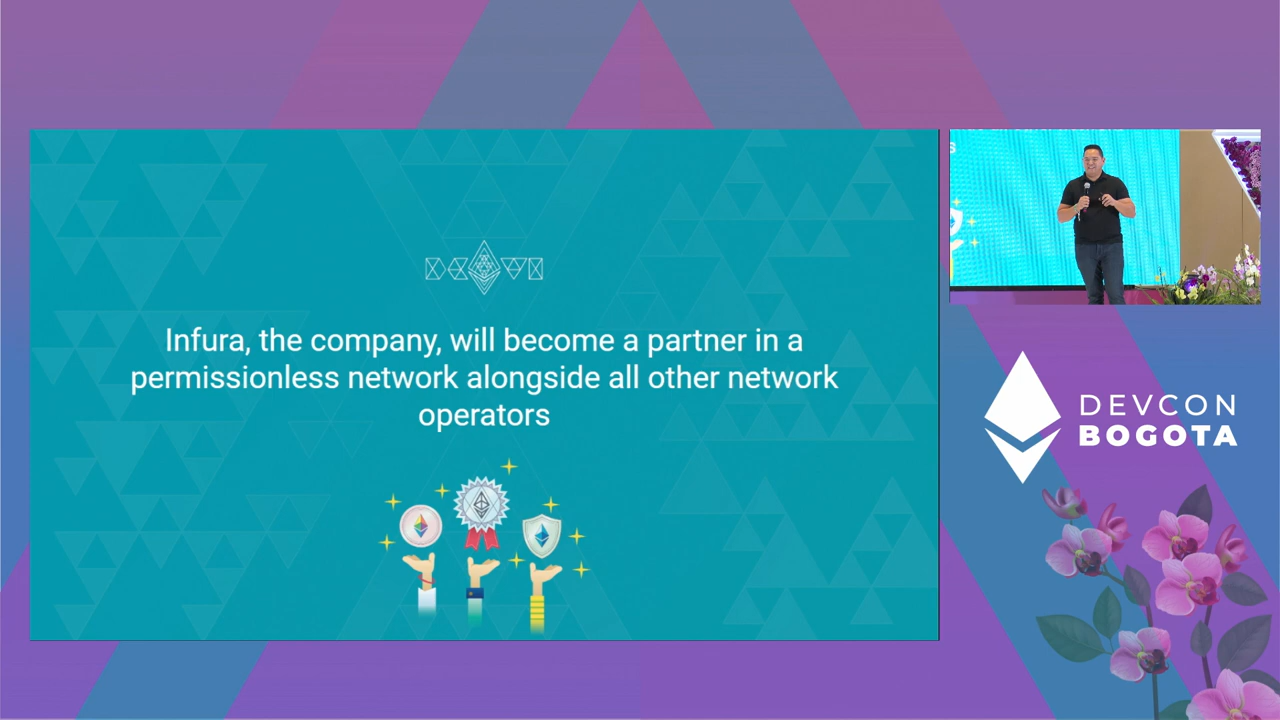 Infura, the company, will become a partner in a
permissionless network alongside all other network
operators
DEVCON
BOGOTA